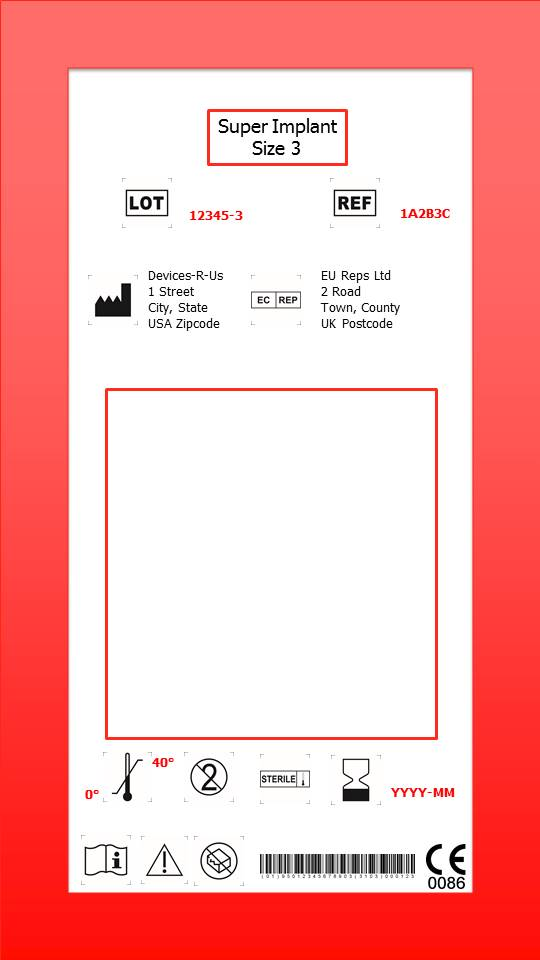 Super Implant
Size 3
LOT
12345-3
REF
1A2B3C
Devices-R-Us
1 Street
City, State
USA Zipcode
EC REP
EU Reps Ltd
2 Road
Town, County
UK Postcode
0°
40°
2
STERILE
YYYY-MM
i
CE
0086